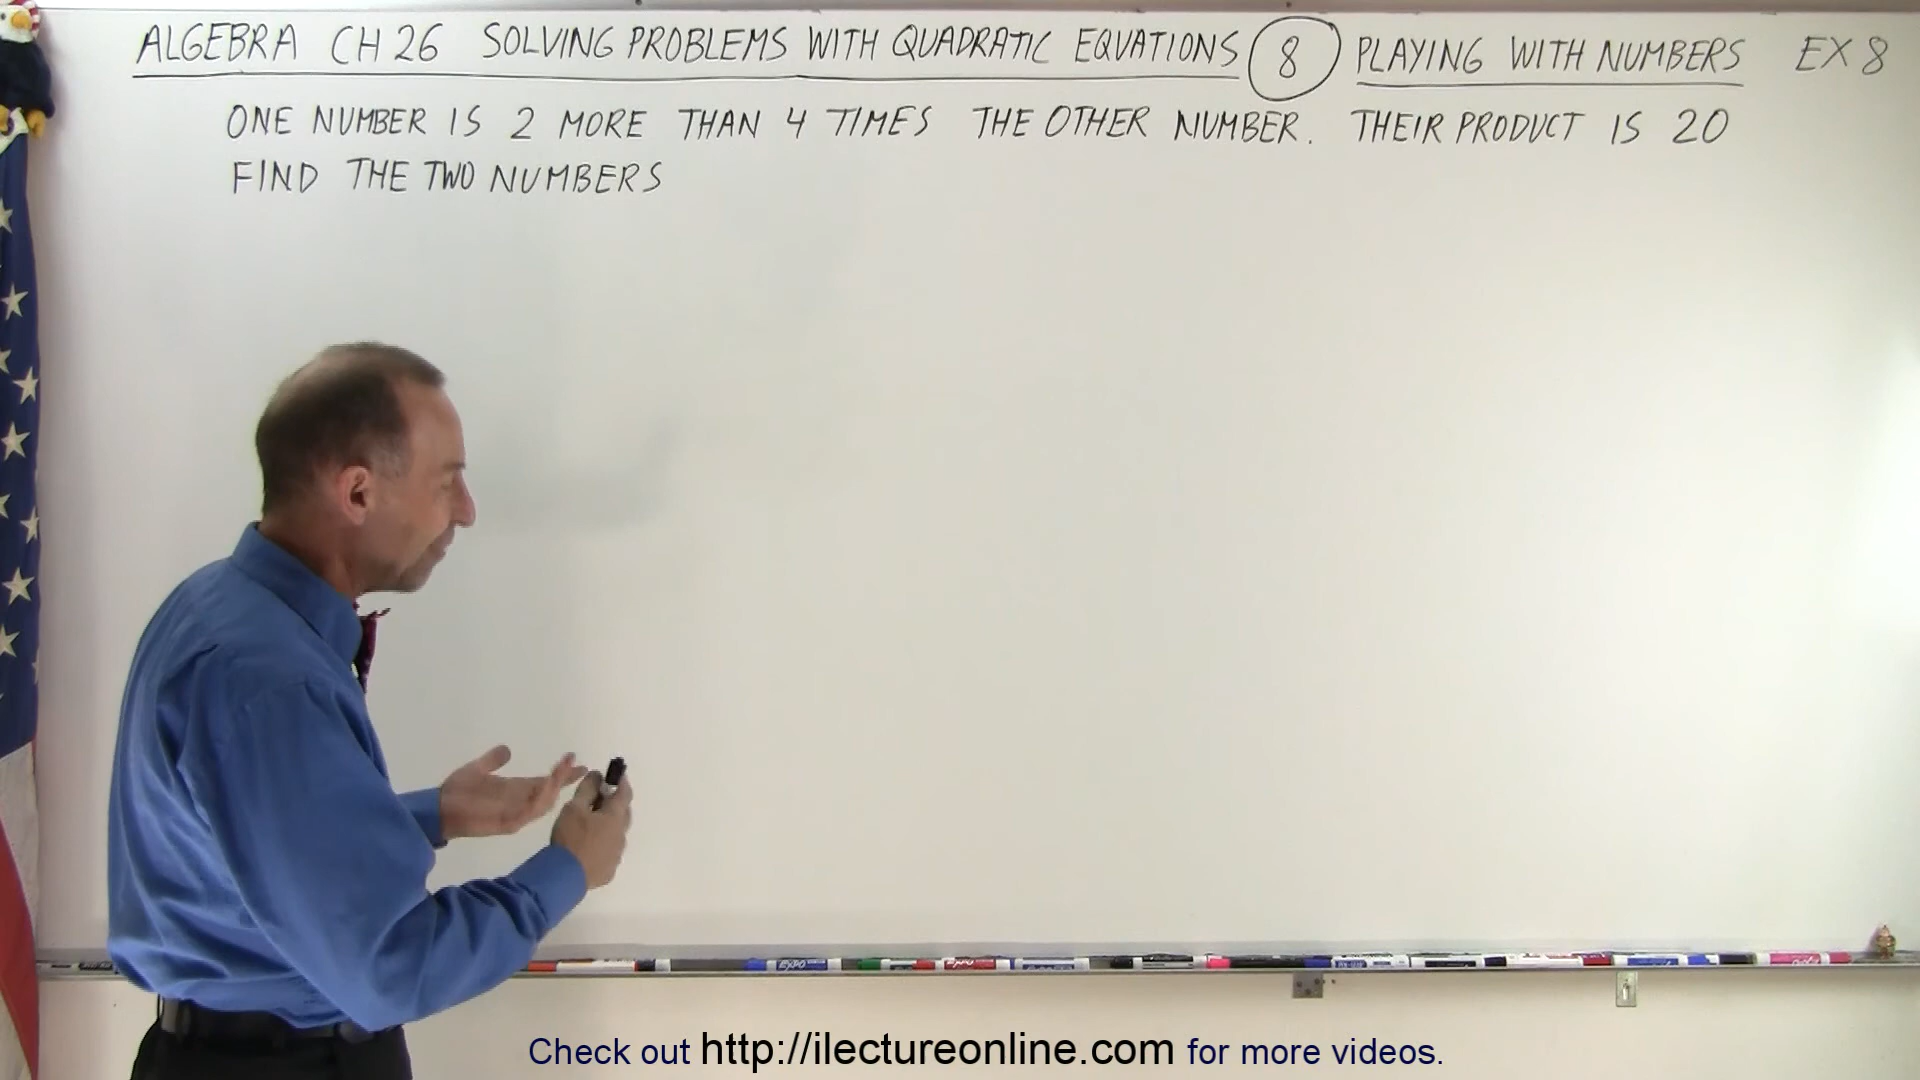 ALGEBRA CH 26 SOLVING PROBLEMS WITH QUADRATIC EQUATIONS 8 PLAYING WITH NUMBERS EX 8
ONE NUMBER IS 2 MORE THAN 4 TIMES THE OTHER NUMBER. THEIR PRODUCT IS 20
FIND THE TWO NUMBERS
EXPO
Check out http://ilectureonline.com for more videos.